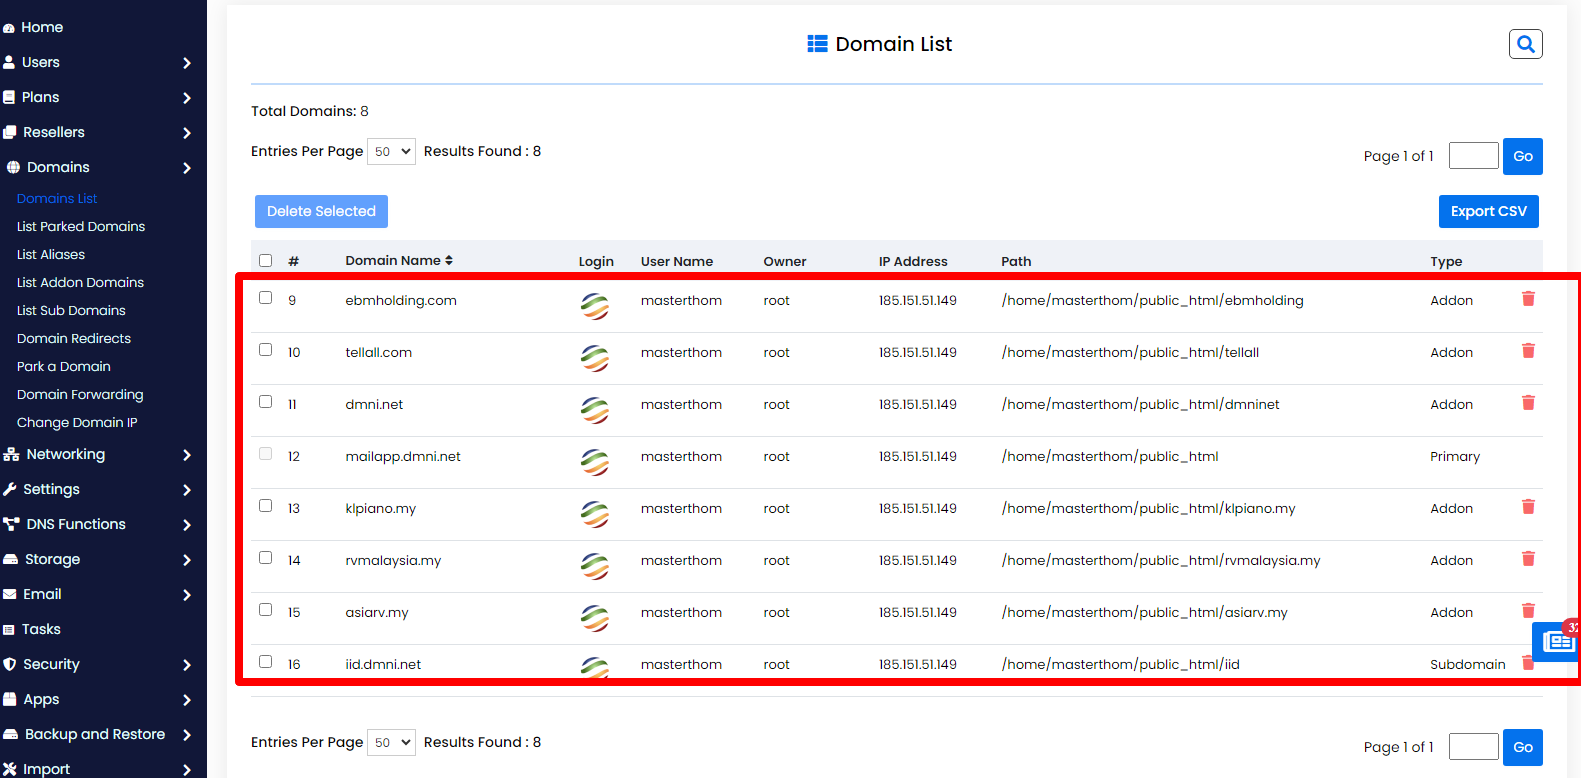 Home
Users
Plans
Resellers
Domains
Domains List
List Parked Domains
List Aliases
List Addon Domains
List Sub Domains
Domain Redirects
Park a Domain
Domain Forwarding
Change Domain IP
Networking
Settings
DNS Functions
Storage
Email
Tasks
Security
Apps
Backup and Restore
Import
Domain List
Total Domains: 8
Entries Per Page 50 Results Found : 8
Page 1 of 1 Go
Delete Selected Export CSV
# Domain Name Login User Name Owner IP Address Path Type
9 ebmholding.com masterthom root 185.151.51.149 /home/masterthom/public_html/ebmholding Addon
10 tellall.com masterthom root 185.151.51.149 /home/masterthom/public_html/tellall Addon
11 dmni.net masterthom root 185.151.51.149 /home/masterthom/public_html/dmninet Addon
12 mailapp.dmni.net masterthom root 185.151.51.149 /home/masterthom/public_html Primary
13 klpiano.my masterthom root 185.151.51.149 /home/masterthom/public_html/klpiano.my Addon
14 rvmalaysia.my masterthom root 185.151.51.149 /home/masterthom/public_html/rvmalaysia.my Addon
15 asiarv.my masterthom root 185.151.51.149 /home/masterthom/public_html/asiarv.my Addon
16 iid.dmni.net masterthom root 185.151.51.149 /home/masterthom/public_html/iid Subdomain
Entries Per Page 50 Results Found : 8
Page 1 of 1 Go